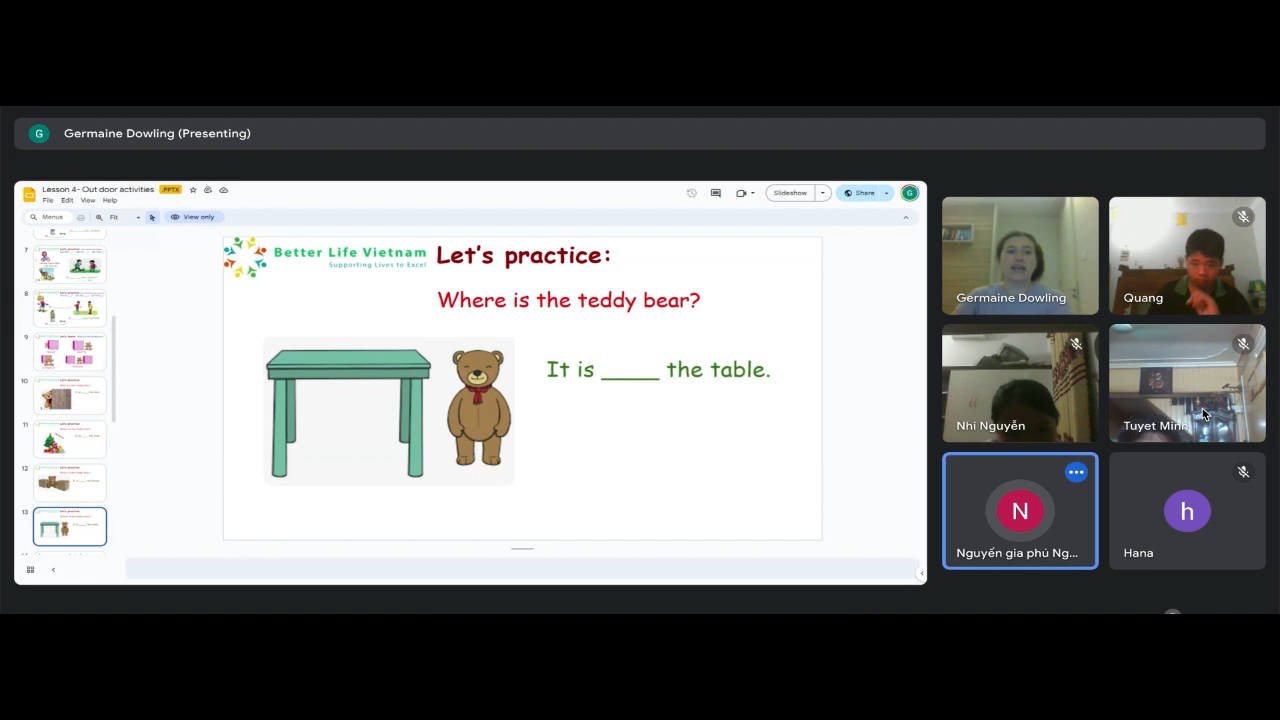 G Germaine Dowling (Presenting)
Lesson 4- Out door activities .PPTX
File Edit View Help
Slideshow
Share
G
Menus
Fit
View only
7
8
9
10
11
12
13
Better Life Vietnam
Supporting Lives to Excel
Let's practice:
Where is the teddy bear?
It is _____ the table.
Germaine Dowling
Quang
Nhi Nguyễn
Tuyet Minh
N
Nguyễn gia phú Ng...
h
Hana